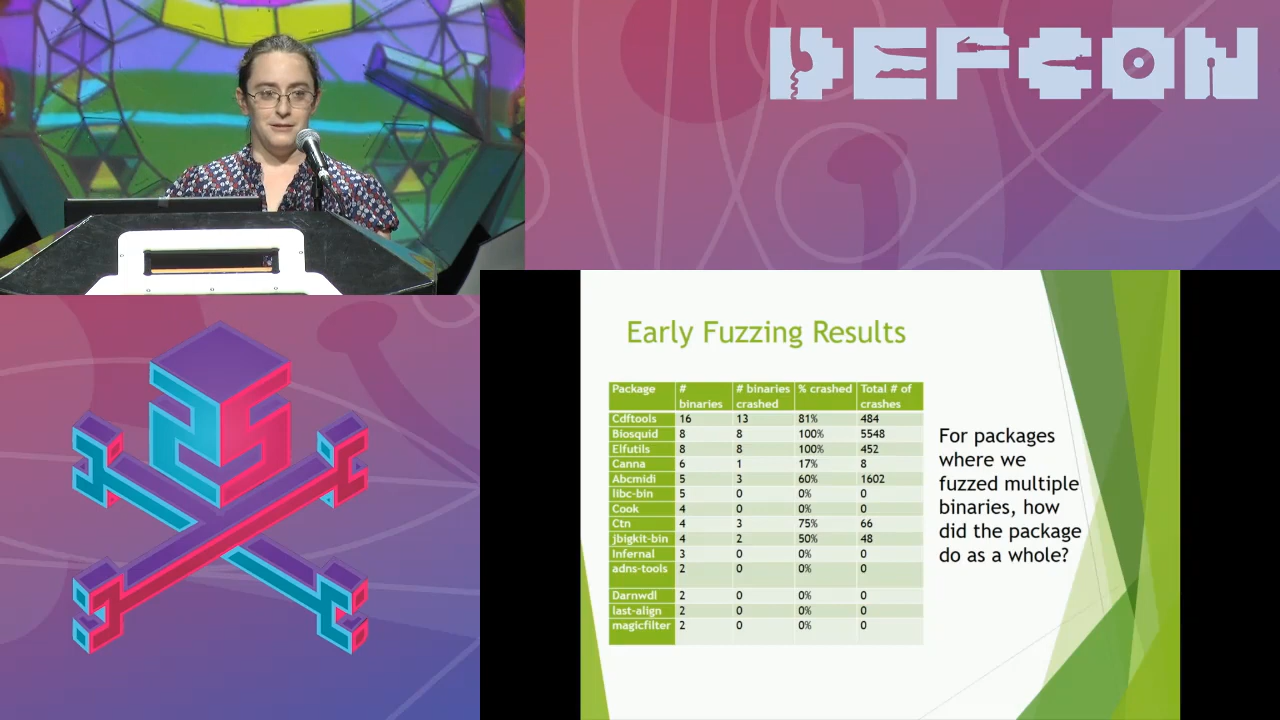 DEFCON
Early Fuzzing Results
Package # binaries # binaries crashed % crashed Total # of crashes
Cdftools 16 13 81% 484
Biosquid 8 8 100% 5548
Elfutils 8 8 100% 452
Canna 6 1 17% 8
Abcmidi 5 3 60% 1602
libc-bin 5 0 0% 0
Cook 4 0 0% 0
Ctn 4 3 75% 66
jbigkit-bin 4 2 50% 48
Infernal 3 0 0% 0
adns-tools 2 0 0% 0
Darnwdl 2 0 0% 0
last-align 2 0 0% 0
magicfilter 2 0 0% 0
For packages
where we
fuzzed multiple
binaries, how
did the package
do as a whole?